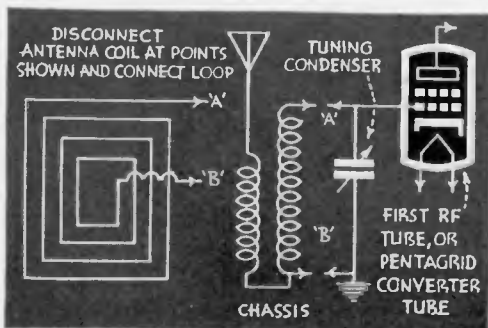 DISCONNECT
ANTENNA COIL AT POINTS
SHOWN AND CONNECT LOOP
'A'
'B'
TUNING
CONDENSER
'A'
'B'
CHASSIS
FIRST RF
TUBE, OR
PENTAGRID
CONVERTER
TUBE